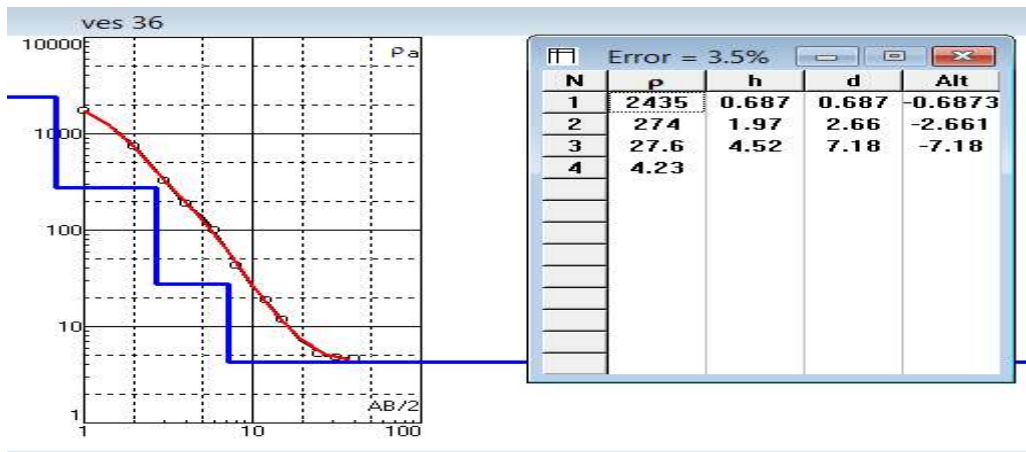 ves 36
10000
Pa
1000
100
10
1
AB/2
1 10 100
Error = 3.5%
N ρ h d Alt
1 2435 0.687 0.687 -0.6873
2 274 1.97 2.66 -2.661
3 27.6 4.52 7.18 -7.18
4 4.23